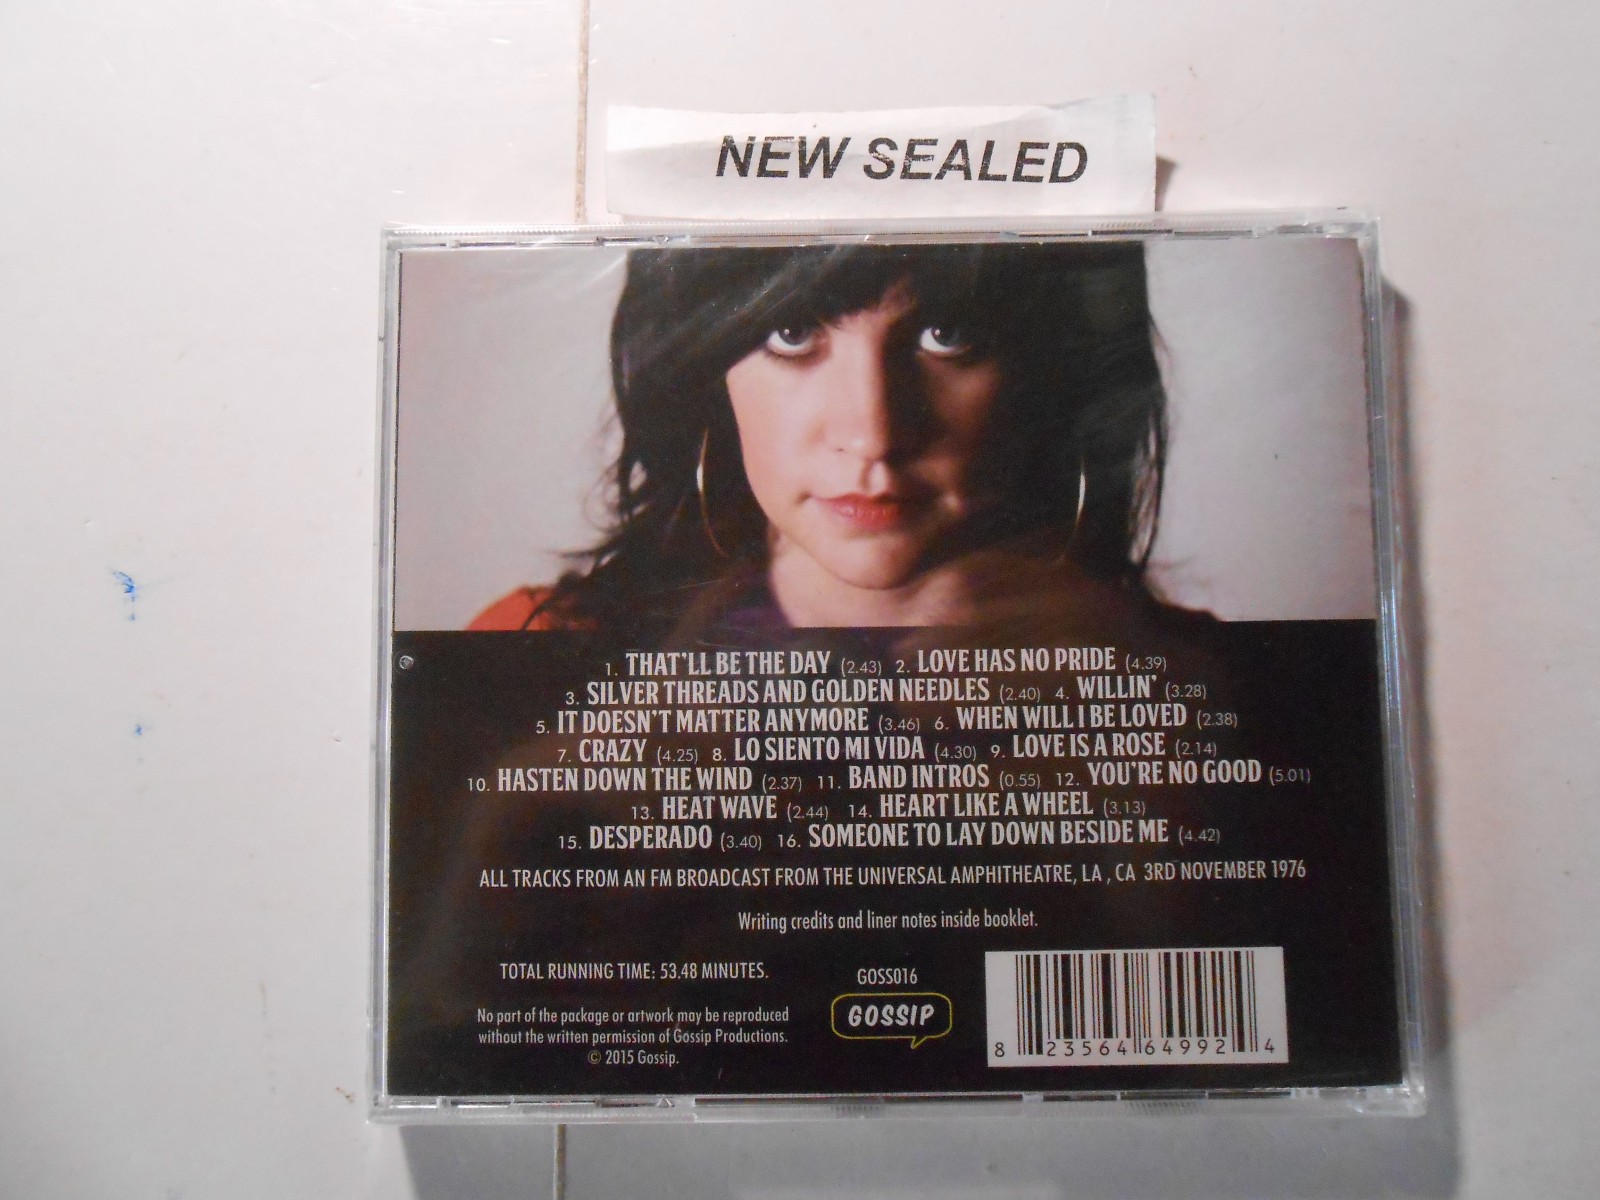 NEW SEALED
1. THAT'LL BE THE DAY (2.43) 2. LOVE HAS NO PRIDE (4.39)
3. SILVER THREADS AND GOLDEN NEEDLES (2.40) 4. WILLIN' (3.28)
5. IT DOESN'T MATTER ANYMORE (3.46) 6. WHEN WILL I BE LOVED (2.38)
7. CRAZY (4.25) 8. LO SIENTO MI VIDA (4.30) 9. LOVE IS A ROSE (2.14)
10. HASTEN DOWN THE WIND (2.37) 11. BAND INTROS (0.55) 12. YOU'RE NO GOOD (5.01)
13. HEAT WAVE (2.44) 14. HEART LIKE A WHEEL (3.13)
15. DESPERADO (3.40) 16. SOMEONE TO LAY DOWN BESIDE ME (4.42)
ALL TRACKS FROM AN FM BROADCAST FROM THE UNIVERSAL AMPHITHEATRE, LA , CA 3RD NOVEMBER 1976
Writing credits and liner notes inside booklet.
TOTAL RUNNING TIME: 53.48 MINUTES.
No part of the package or artwork may be reproduced
without the written permission of Gossip Productions.
© 2015 Gossip.
GOSS016
GOSSIP
8 23564 64992 4